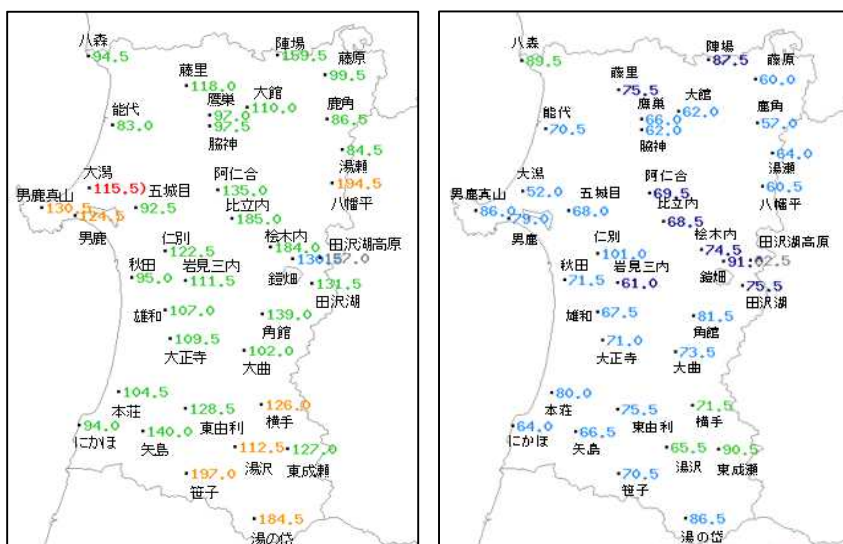 八森
94.5
陣場
169.5
藤原
99.5
藤里
118.0
大館
110.0
鷹巣
97.0
97.5
脇神
鹿角
86.5
能代
83.0
84.5
湯瀬
大潟
115.5)
五城目
92.5
阿仁合
135.0
194.5
八幡平
男鹿真山
130.5
124.5
男鹿
比立内
185.0
仁別
122.5
桧木内
184.0
鎧畑
秋田
95.0
岩見三内
111.5
131.5
田沢湖
雄和
107.0
角館
139.0
109.5
大正寺
102.0
大曲
104.5
本荘
128.5
東由利
126.0
横手
94.0
にかほ
140.0
矢島
112.5
湯沢
127.0
東成瀬
197.0
笹子
184.5
湯の岱
八森
89.5
陣場
87.5
藤原
60.0
藤里
75.5
大館
62.0
鷹巣
66.0
62.0
脇神
鹿角
57.0
能代
70.5
64.0
湯瀬
大潟
52.0
五城目
68.0
阿仁合
69.5
60.5
八幡平
男鹿真山
86.0
79.0
男鹿
比立内
68.5
仁別
101.0
桧木内
74.5
田沢湖高原
鎧畑
秋田
71.5
岩見三内
61.0
75.5
田沢湖
雄和
67.5
81.5
角館
71.0
大正寺
73.5
大曲
80.0
本荘
75.5
東由利
71.5
横手
64.0
にかほ
66.5
矢島
65.5
湯沢
90.5
東成瀬
70.5
笹子
86.5
湯の岱